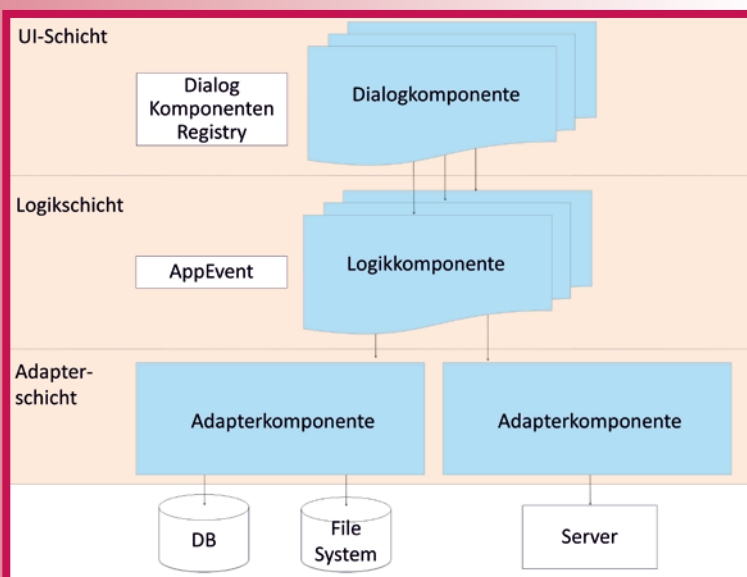 UI-Schicht
Dialog
Komponenten
Registry
Dialogkomponente
Logikschicht
AppEvent
Logikkomponente
Adapter-
schicht
Adapterkomponente
Adapterkomponente
DB
File
System
Server